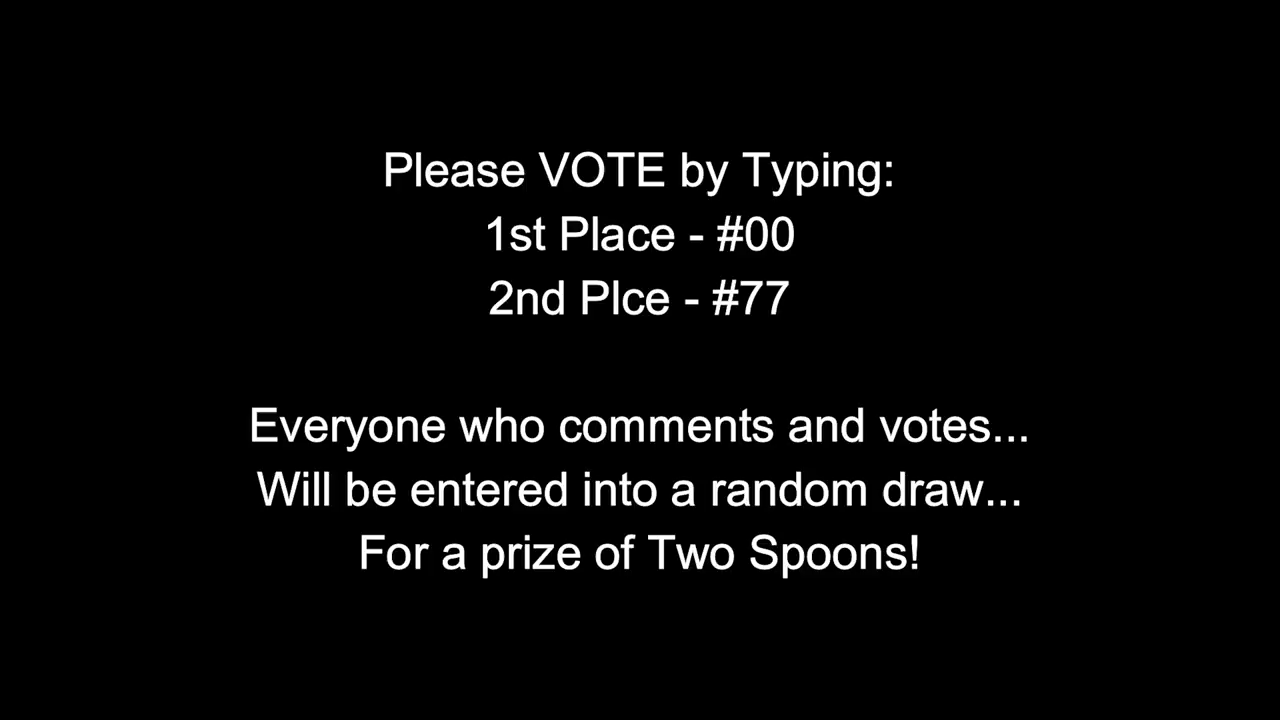 Please VOTE by Typing:
1st Place - #00
2nd Plce - #77
Everyone who comments and votes...
Will be entered into a random draw...
For a prize of Two Spoons!